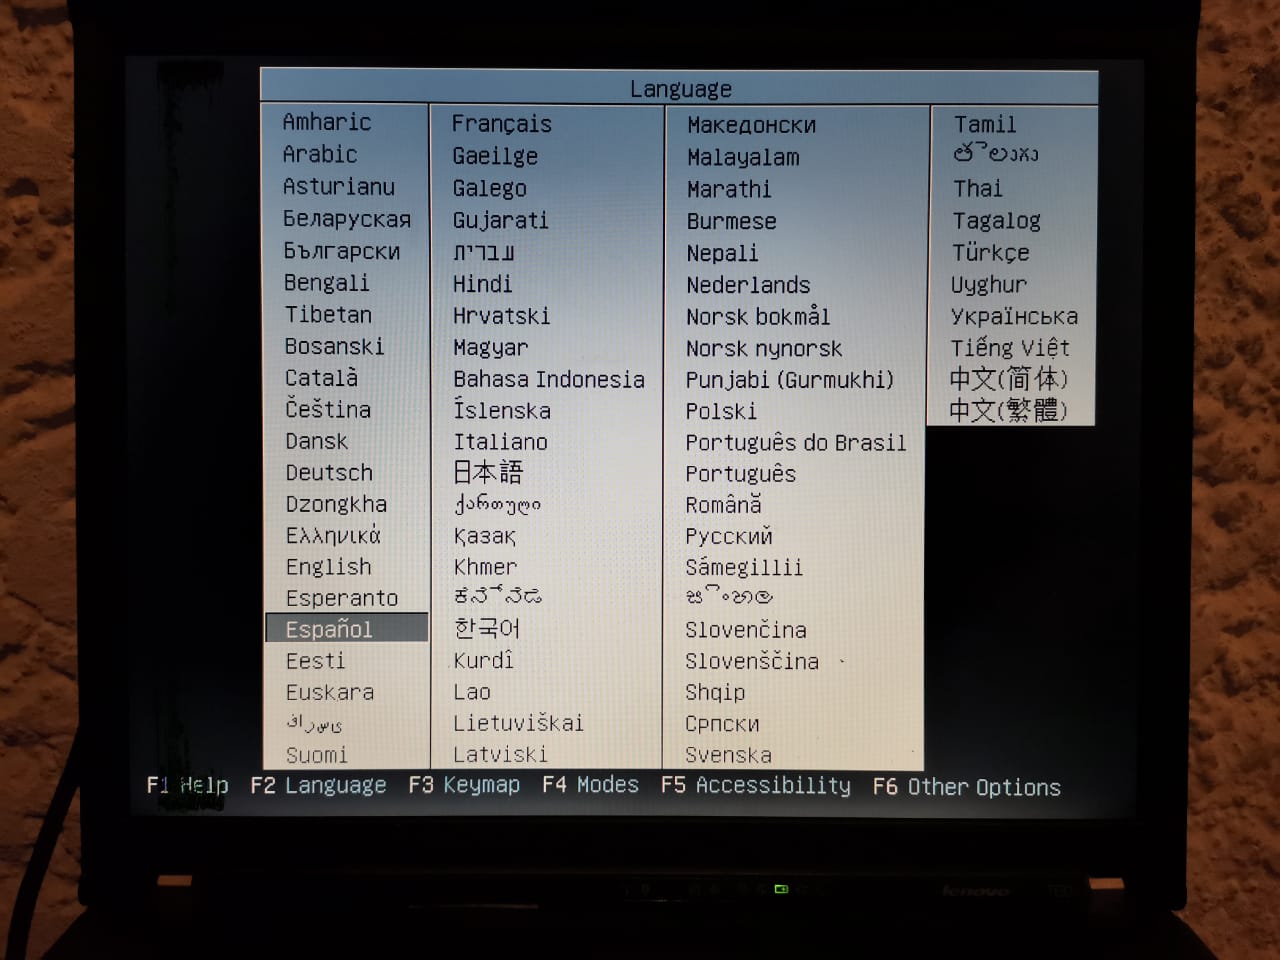 Language
Amharic
Arabic
Asturianu
Беларуская
Български
Bengali
Tibetan
Bosanski
Català
Čeština
Dansk
Deutsch
Dzongkha
Ελληνικά
English
Esperanto
Español
Eesti
Euskara
ﻰﺳﺭﺎﻓ
Suomi
Français
Gaeilge
Galego
Gujarati
עברית
Hindi
Hrvatski
Magyar
Bahasa Indonesia
Íslenska
Italiano
日本語
ქართული
Қазақ
Khmer
ಕನ್ನಡ
한국어
Kurdî
Lao
Lietuviškai
Latviski
Македонски
Malayalam
Marathi
Burmese
Nepali
Nederlands
Norsk bokmål
Norsk nynorsk
Punjabi (Gurmukhi)
Polski
Português do Brasil
Português
Română
Русский
Sámegillii
සිංහල
Slovenčina
Slovenščina
Shqip
Српски
Svenska
Tamil
తెలుగు
Thai
Tagalog
Türkçe
Uyghur
Українська
Tiếng Việt
中文(简体)
中文(繁體)
F1 Help F2 Language F3 Keymap F4 Modes F5 Accessibility F6 Other Options
lenovo